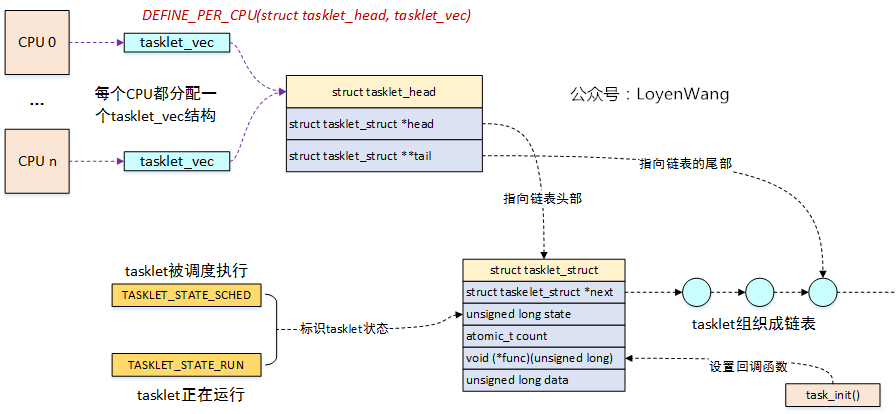 DEFINE_PER_CPU(struct tasklet_head, tasklet_vec)
CPU 0
tasklet_vec
...
每个CPU都分配一
个tasklet_vec结构
CPU n
tasklet_vec
struct tasklet_head
struct tasklet_struct *head
struct tasklet_struct **tail
公众号：LoyenWang
指向链表的尾部
指向链表头部
tasklet被调度执行
TASKLET_STATE_SCHED
标识tasklet状态
TASKLET_STATE_RUN
tasklet正在运行
struct tasklet_struct
struct taskelet_struct *next
unsigned long state
atomic_t count
void (*func)(unsigned long)
unsigned long data
tasklet组织成链表
设置回调函数
task_init()